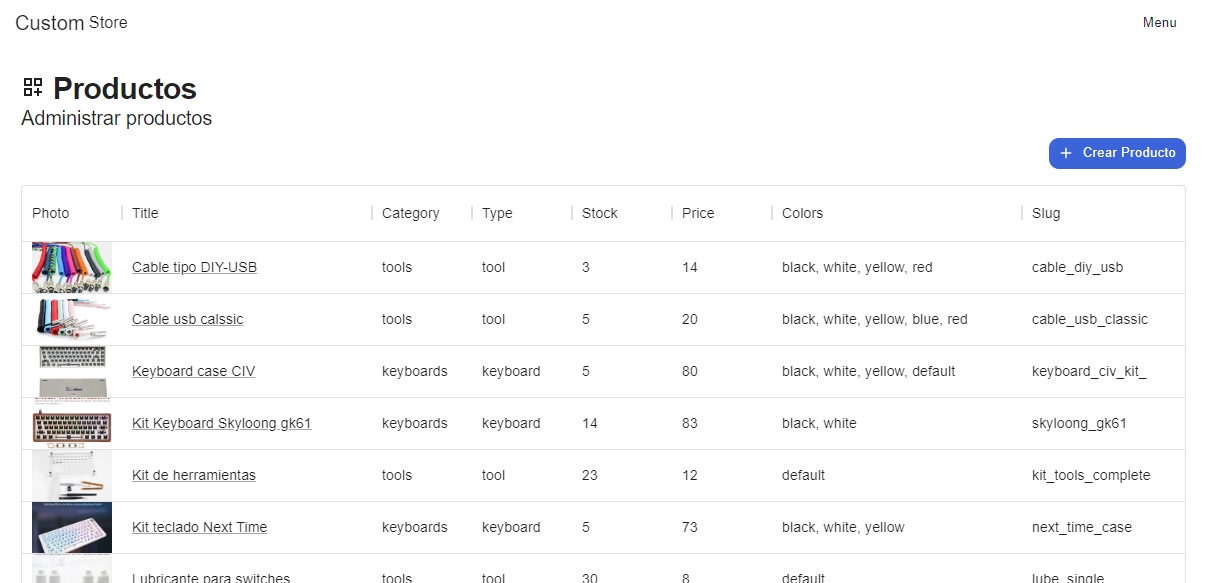 Custom Store
Menu
Productos
Administrar productos
+ Crear Producto
Photo Title Category Type Stock Price Colors Slug
Cable tipo DIY-USB tools tool 3 14 black, white, yellow, red cable_diy_usb
Cable usb calssic tools tool 5 20 black, white, yellow, blue, red cable_usb_classic
Keyboard case CIV keyboards keyboard 5 80 black, white, yellow, default keyboard_civ_kit_
Kit Keyboard Skyloong gk61 keyboards keyboard 14 83 black, white skyloong_gk61
Kit de herramientas tools tool 23 12 default kit_tools_complete
Kit teclado Next Time keyboards keyboard 5 73 black, white, yellow next_time_case
Lubricante para switches tools tool 30 8 default lube_single